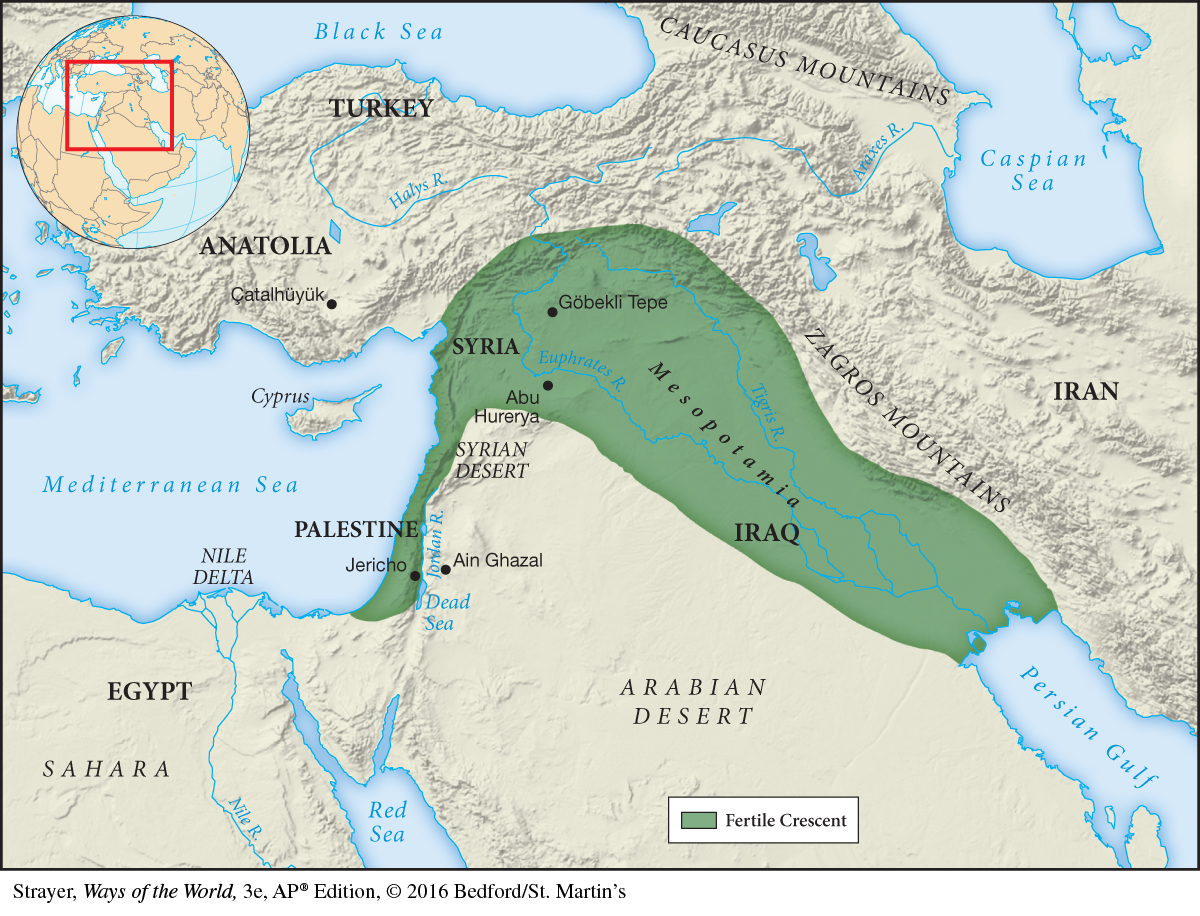 Black Sea
CAUCASUS MOUNTAINS
TURKEY
Araxes R.
Caspian
Sea
Halys R.
ANATOLIA
Çatalhüyük
Göbekli Tepe
SYRIA
Euphrates R.
Mesopotamia
Tigris R.
ZAGROS MOUNTAINS
IRAN
Cyprus
Abu
Hurerya
SYRIAN
DESERT
Mediterranean Sea
PALESTINE
Jordan R.
IRAQ
NILE
DELTA
Jericho
Ain Ghazal
Dead
Sea
EGYPT
ARABIAN
DESERT
Persian Gulf
SAHARA
Nile R.
Red
Sea
Fertile Crescent
Strayer, Ways of the World, 3e, AP® Edition, © 2016 Bedford/St. Martin's